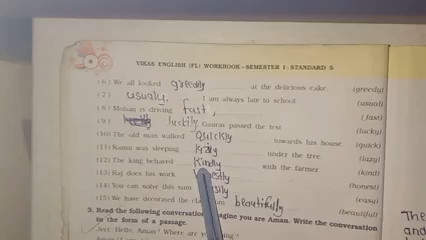 VIKAS ENGLISH (FL) WORKBOOK - SEMESTER 1 : STANDARD 5
(6) We all looked greedily at the delicious cake. (greedy)
(7) usualy, I am always late to school. (usual)
(8) Mohan is driving fast, (fast)
(9) luckily Gaurav passed the test. (lucky)
(10) The old man walked Quickly towards his house. (quick)
(11) Ramu was sleeping under the tree (lazy)
(12) The king behaved Kindly with the farmer (kind)
(13) Raj does his work (honest)
(14) You can solve this sum (easy)
(15) We have decorated the beautifully (beautiful)
3. Read the following conversation. Imagine you are Aman. Write the conversation
in the form of a passage.
Jeet: Hello, Aman! Where are you
The
and